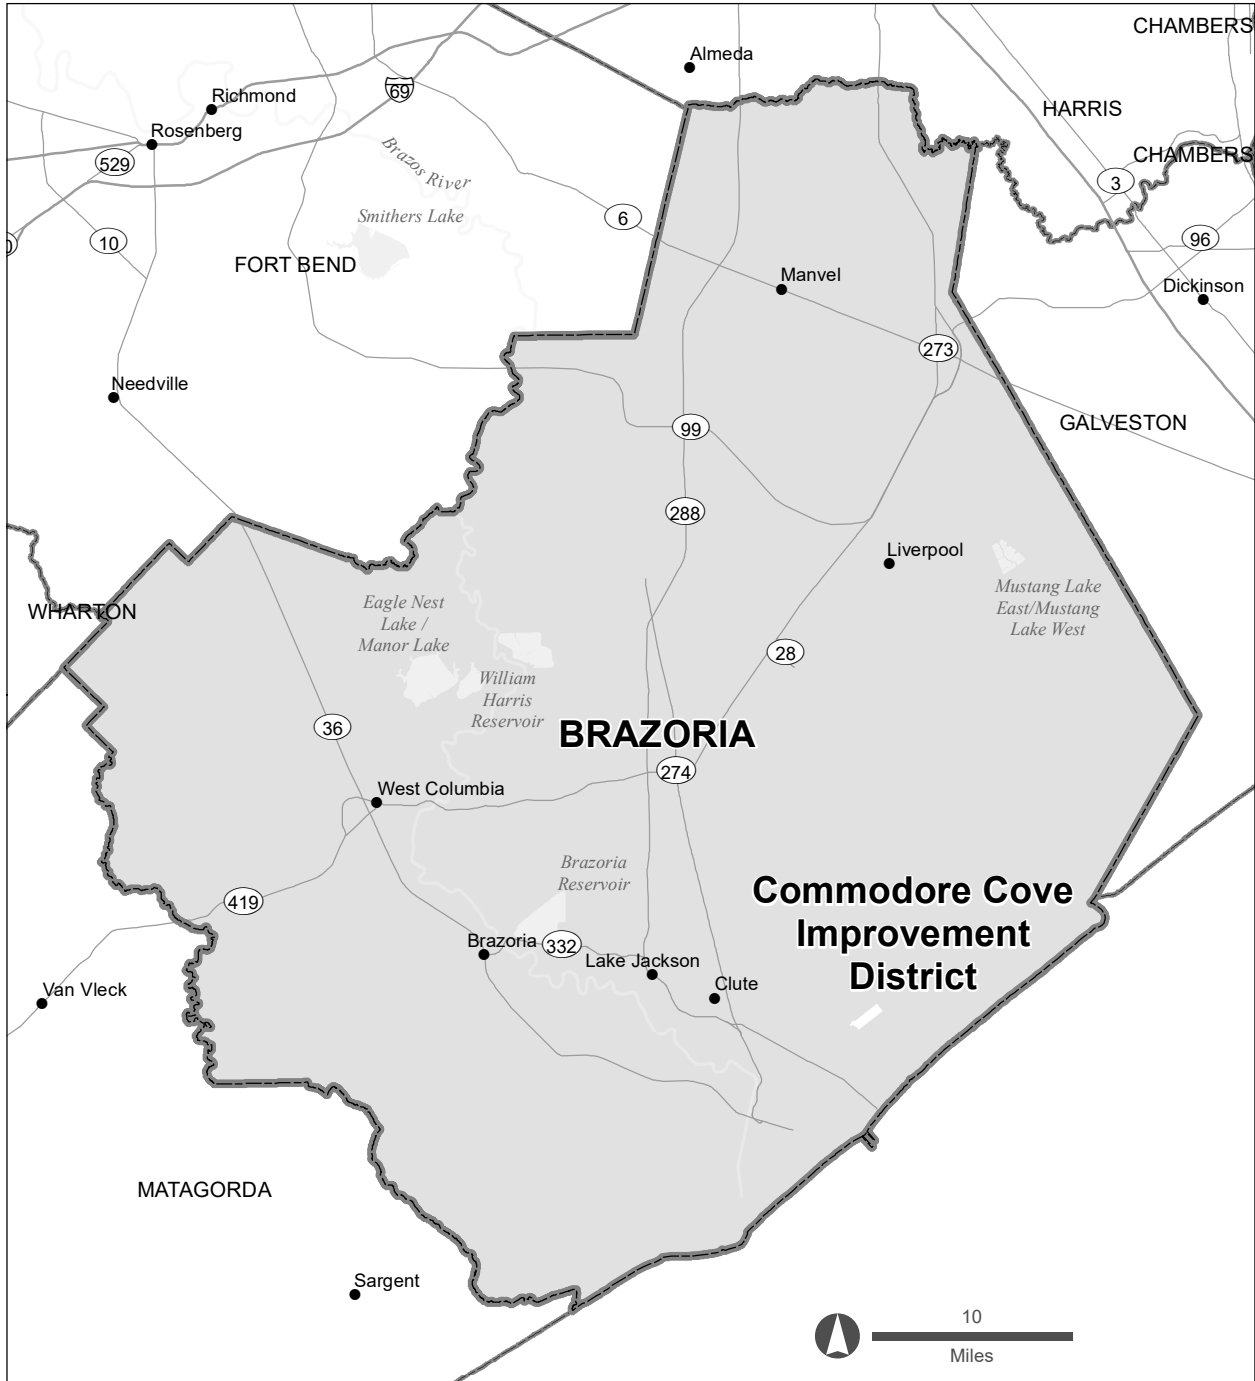 CHAMBERS
Almeda
69
Richmond
HARRIS
Rosenberg
529
Brazos River
CHAMBERS
3
Smithers Lake
6
10
96
FORT BEND
Manvel
Dickinson
273
Needville
GALVESTON
99
288
Liverpool
Mustang Lake
East/Mustang
Lake West
WHARTON
Eagle Nest
Lake /
Manor Lake
28
William
Harris
Reservoir
36
BRAZORIA
274
West Columbia
Brazoria
Reservoir
419
Commodore Cove
Improvement
District
Brazoria
332
Lake Jackson
Clute
Van Vleck
MATAGORDA
Sargent
10
Miles